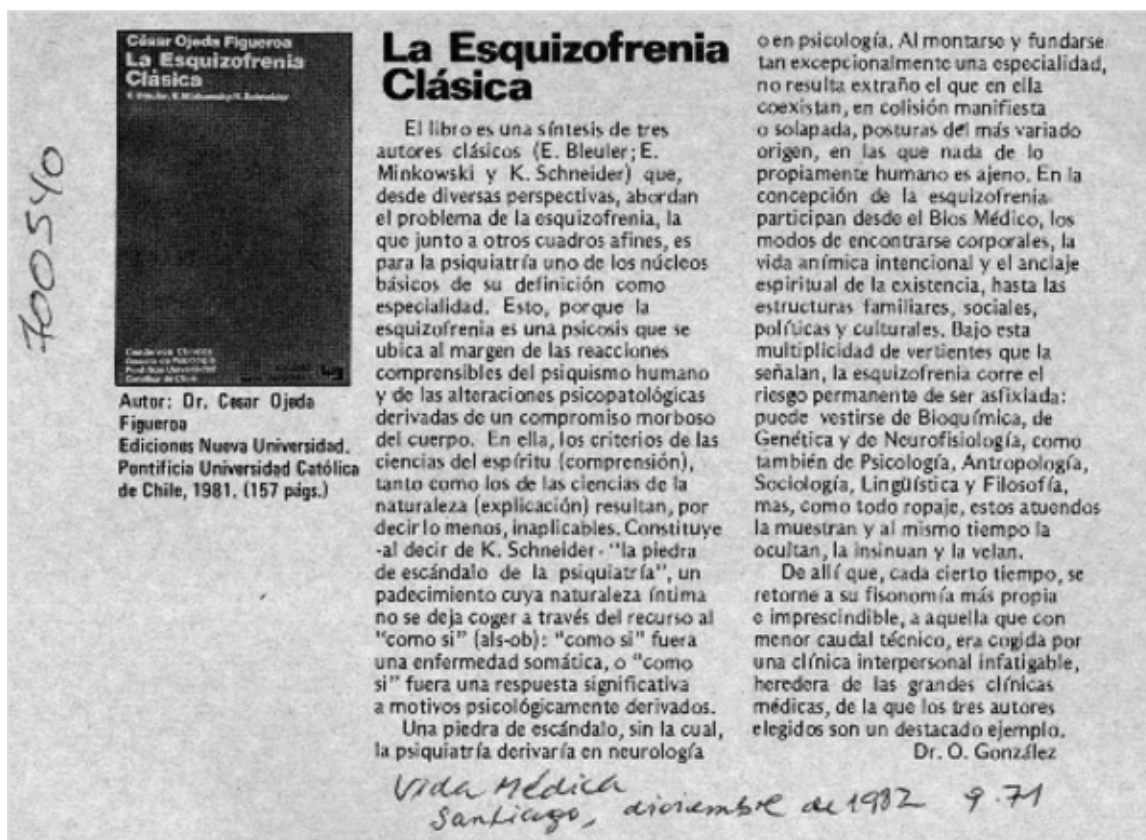 700540
César Ojeda Figueroa
La Esquizofrenia
Clásica
Autor: Dr. Cesar Ojeda
Figueroa
Ediciones Nueva Universidad.
Pontificia Universidad Católica
de Chile, 1981. (157 págs.)
La Esquizofrenia
Clásica
El libro es una síntesis de tres
autores clásicos (E. Bleuler; E.
Minkowski y K. Schneider) que,
desde diversas perspectivas, abordan
el problema de la esquizofrenia, la
que junto a otros cuadros afines, es
para la psiquiatría uno de los núcleos
básicos de su definición como
especialidad. Esto, porque la
esquizofrenia es una psicosis que se
ubica al margen de las reacciones
comprensibles del psiquismo humano
y de las alteraciones psicopatológicas
derivadas de un compromiso morboso
del cuerpo. En ella, los criterios de las
ciencias del espíritu (comprensión),
tanto como los de las ciencias de la
naturaleza (explicación) resultan, por
decir lo menos, inaplicables. Constituye
-al decir de K. Schneider- "la piedra
de escándalo de la psiquiatría", un
padecimiento cuya naturaleza íntima
no se deja coger a través del recurso al
"como si" (als-ob): "como si" fuera
una enfermedad somática, o "como
si" fuera una respuesta significativa
a motivos psicológicamente derivados.
Una piedra de escándalo, sin la cual,
la psiquiatría derivaría en neurología
o en psicología. Al montarse y fundarse
tan excepcionalmente una especialidad,
no resulta extraño el que en ella
coexistan, en colisión manifiesta
o solapada, posturas del más variado
origen, en las que nada de lo
propiamente humano es ajeno. En la
concepción de la esquizofrenia
participan desde el Bios Médico, los
modos de encontrarse corporales, la
vida anímica intencional y el anclaje
espiritual de la existencia, hasta las
estructuras familiares, sociales,
políticas y culturales. Bajo esta
multiplicidad de vertientes que la
señalan, la esquizofrenia corre el
riesgo permanente de ser asfixiada:
puede vestirse de Bioquímica, de
Genética y de Neurofisiología, como
también de Psicología, Antropología,
Sociología, Lingüística y Filosofía,
mas, como todo ropaje, estos atuendos
la muestran y al mismo tiempo la
ocultan, la insinuan y la velan.
De allí que, cada cierto tiempo, se
retorne a su fisonomía más propia
e imprescindible, a aquella que con
menor caudal técnico, era cogida por
una clínica interpersonal infatigable,
heredera de las grandes clínicas
médicas, de la que los tres autores
elegidos son un destacado ejemplo.
Dr. O. González
Vida Médica
Santiago, diciembre de 1982 p.71